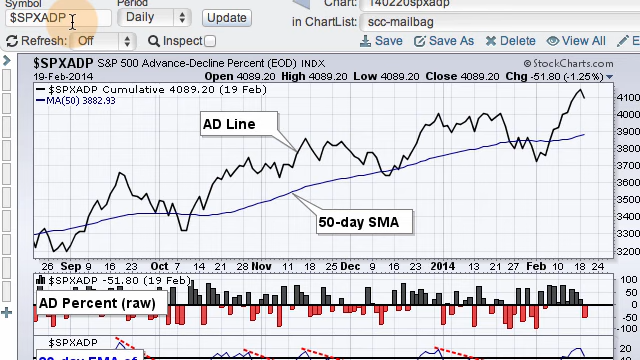 Symbol Period Chart: 140220spxadp
$SPXADP Daily Update in ChartList: scc-mailbag
Refresh: Off Inspect Save Save As Delete View All
$SPXADP S&P 500 Advance-Decline Percent (EOD) INDX ©StockCharts.com
19-Feb-2014 Open 4089.20 High 4089.20 Low 4089.20 Close 4089.20 Chg -51.80 (-1.25%)
$SPXADP Cumulative 4089.20 (19 Feb)
MA(50) 3882.93
4100
4000
AD Line
3900
3800
3700
3600
3500
50-day SMA
3400
3300
3200
26 Sep 9 16 23 Oct 7 14 21 Nov 11 18 25 Dec 9 16 23 2014 13 21 27 Feb 10 18 24
$SPXADP -51.80 (19 Feb)
100
50
AD Percent (raw)
0
-50
-100
$SPXADP
20